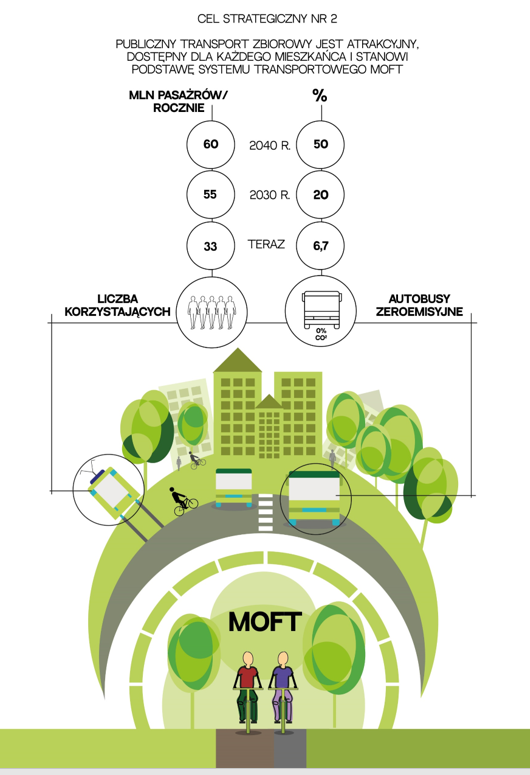 CEL STRATEGICZNY NR 2
PUBLICZNY TRANSPORT ZBIOROWY JEST ATRAKCYJNY,
DOSTĘPNY DLA KAŻDEGO MIESZKAŃCA I STANOWI
PODSTAWĘ SYSTEMU TRANSPORTOWEGO MOFT
MLN PASAŻRÓW/
ROCZNIE
%
60 2040 R. 50
55 2030 R. 20
33 TERAZ 6,7
LICZBA
KORZYSTAJĄCYCH
0%
CO²
AUTOBUSY
ZEROEMISYJNE
MOFT